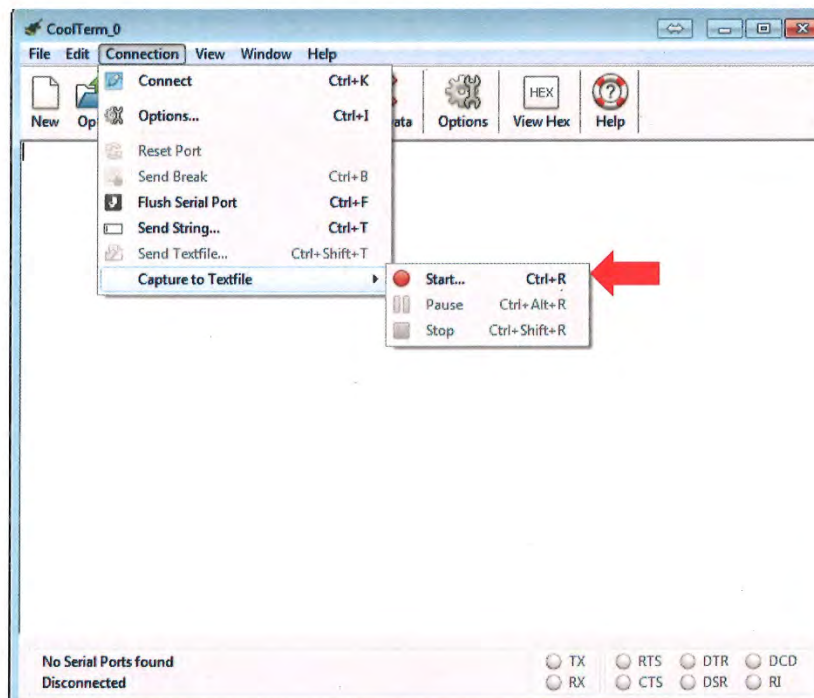 CoolTerm_0
File Edit Connection View Window Help
Connect Ctrl+K
Options... Ctrl+I
Reset Port
Send Break Ctrl+B
Flush Serial Port Ctrl+F
Send String... Ctrl+T
Send Textfile... Ctrl+Shift+T
Capture to Textfile
New Op ata Options View Hex Help
HEX
Start... Ctrl+R
Pause Ctrl+Alt+R
Stop Ctrl+Shift+R
No Serial Ports found
Disconnected
TX RTS DTR DCD
RX CTS DSR RI